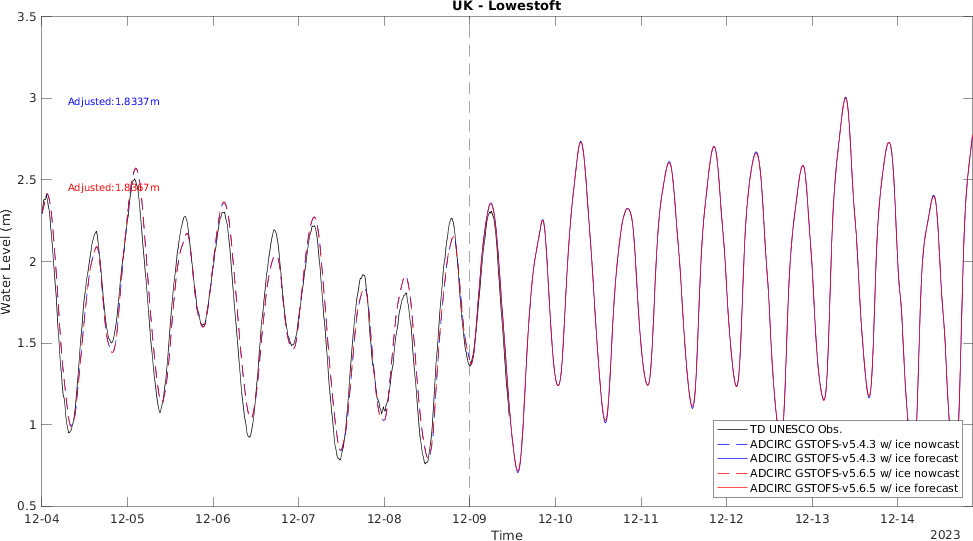 UK - Lowestoft
3.5
3
2.5
2
1.5
1
0.5
Water Level (m)
Adjusted:1.8337m
Adjusted:1.8367m
TD UNESCO Obs.
ADCIRC GSTOFS-v5.4.3 w/ ice nowcast
ADCIRC GSTOFS-v5.4.3 w/ ice forecast
ADCIRC GSTOFS-v5.6.5 w/ ice nowcast
ADCIRC GSTOFS-v5.6.5 w/ ice forecast
12-04 12-05 12-06 12-07 12-08 12-09 12-10 12-11 12-12 12-13 12-14
Time
2023